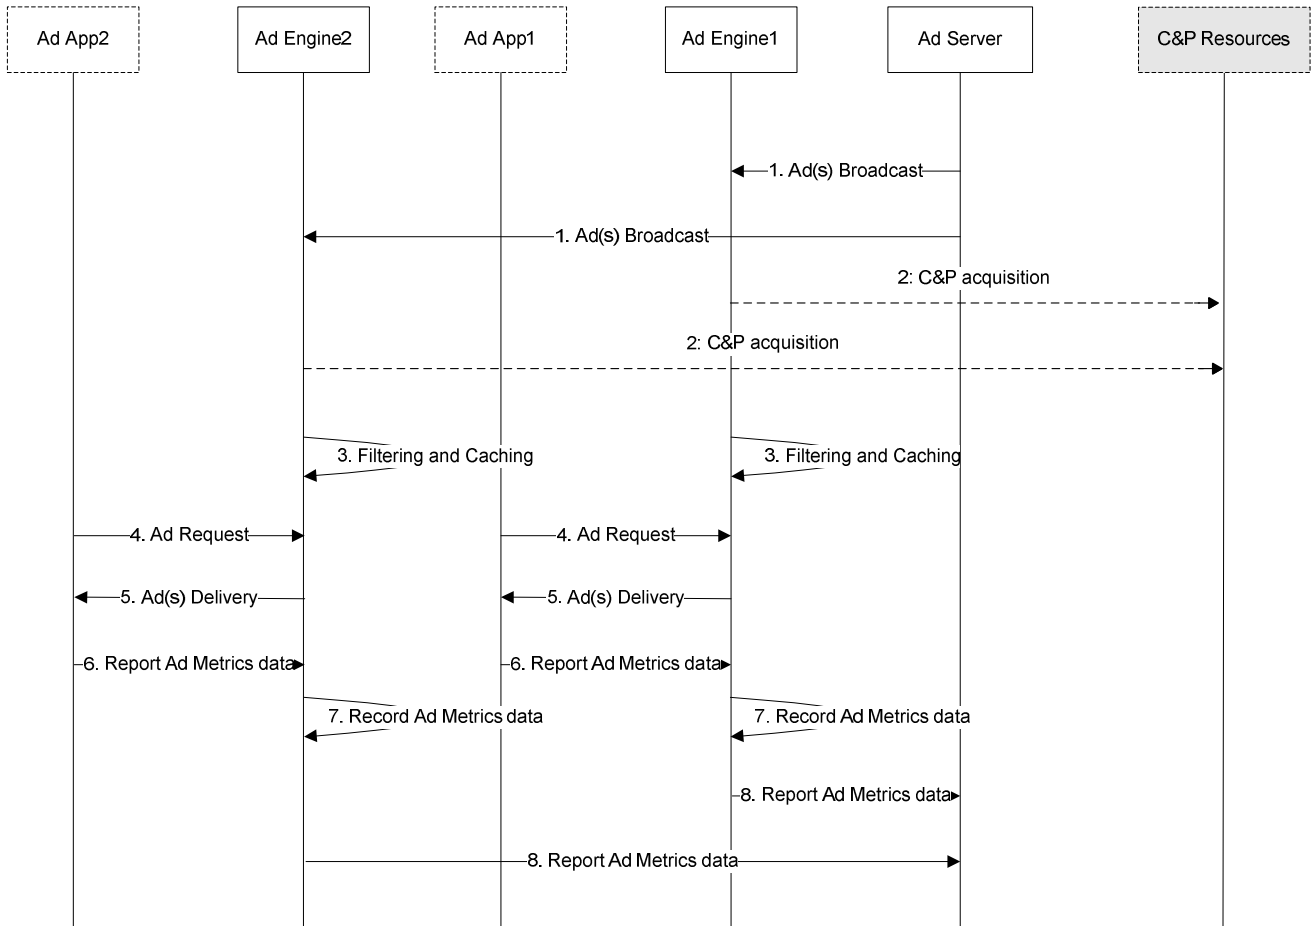 Ad App2
Ad Engine2
Ad App1
Ad Engine1
Ad Server
C&P Resources
1. Ad(s) Broadcast
1. Ad(s) Broadcast
2: C&P acquisition
2: C&P acquisition
3. Filtering and Caching
3. Filtering and Caching
4. Ad Request
4. Ad Request
5. Ad(s) Delivery
5. Ad(s) Delivery
6. Report Ad Metrics data
6. Report Ad Metrics data
7. Record Ad Metrics data
7. Record Ad Metrics data
8. Report Ad Metrics data
8. Report Ad Metrics data